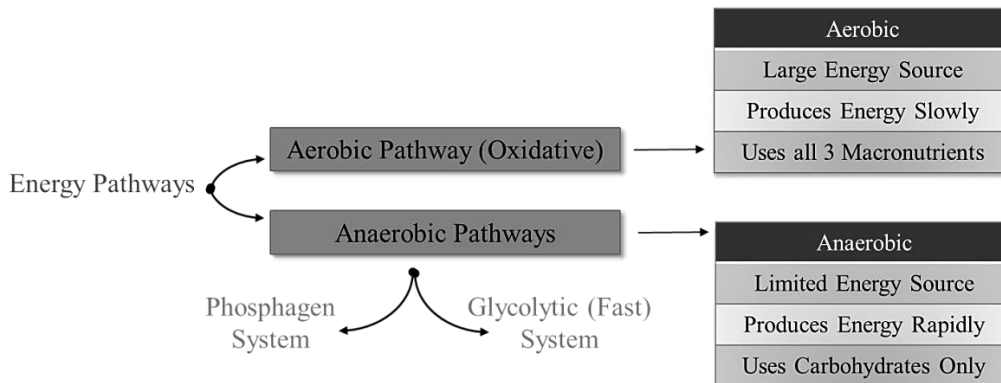 Energy Pathways
Aerobic Pathway (Oxidative)
Anaerobic Pathways
Phosphagen
System
Glycolytic (Fast)
System
Aerobic
Large Energy Source
Produces Energy Slowly
Uses all 3 Macronutrients
Anaerobic
Limited Energy Source
Produces Energy Rapidly
Uses Carbohydrates Only